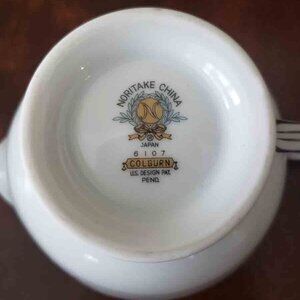 NORITAKE CHINA
N
JAPAN
6107
COLBURN
U.S. DESIGN PAT.
PEND.